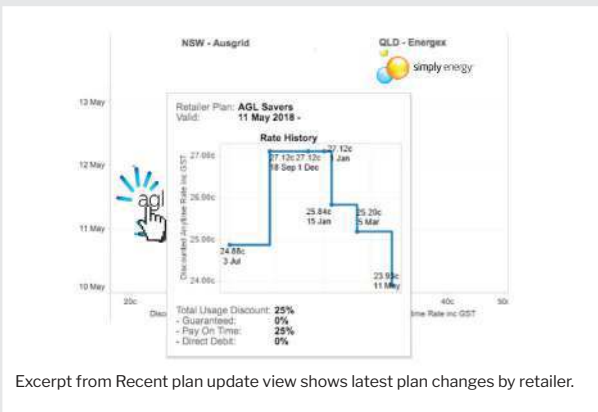 NSW - Ausgrid
QLD - Energex
simply energy
13 May
12 May
11 May
10 May
agl
Retailer Plan: AGL Savers
Valid: 11 May 2018 -
Rate History
Discounted Anytime Rate inc GST
27.00c
26.00c
25.00c
24.00c
24.88c
3 Jul
27.12c
18 Sep
27.12c
1 Dec
27.12c
1 Jan
25.84c
15 Jan
25.20c
5 Mar
11 May
Total Usage Discount: 25%
- Guaranteed: 0%
- Pay On Time: 25%
- Direct Debit: 0%
20c
40c
Rate inc GST
Excerpt from Recent plan update view shows latest plan changes by retailer.